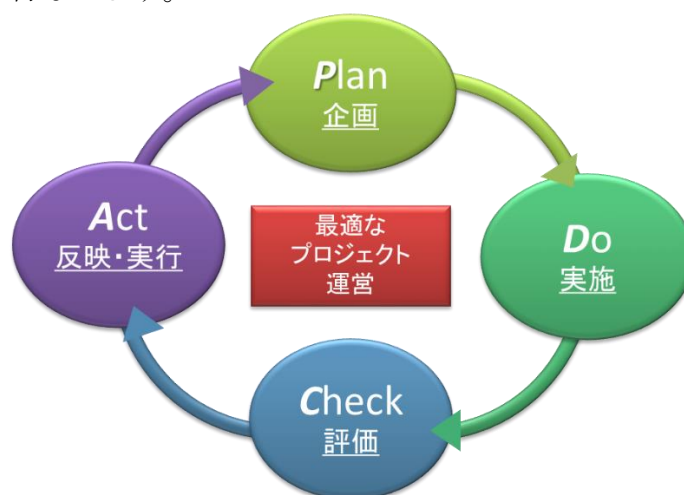 Plan
企画
Do
実施
Check
評価
Act
反映・実行
最適な
プロジェクト
運営